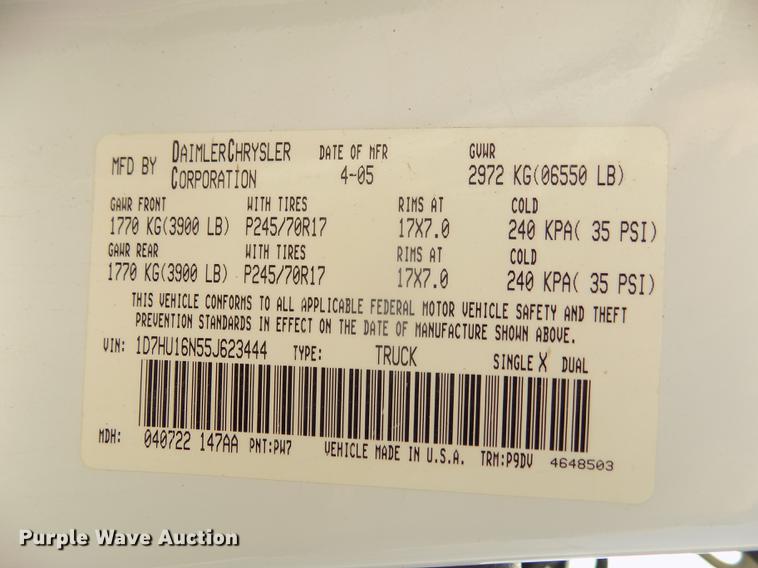 MFD BY DAIMLERCHRYSLER CORPORATION DATE OF MFR 4-05 GVWR 2972 KG(06550 LB)
GAWR FRONT WITH TIRES RIMS AT COLD
1770 KG(3900 LB) P245/70R17 17X7.0 240 KPA( 35 PSI)
GAWR REAR WITH TIRES RIMS AT COLD
1770 KG(3900 LB) P245/70R17 17X7.0 240 KPA( 35 PSI)
THIS VEHICLE CONFORMS TO ALL APPLICABLE FEDERAL MOTOR VEHICLE SAFETY AND THEFT
PREVENTION STANDARDS IN EFFECT ON THE DATE OF MANUFACTURE SHOWN ABOVE.
VIN: 1D7HU16N55J623444 TYPE: TRUCK SINGLE X DUAL
MDH: 040722 147AA PNT:PW7 VEHICLE MADE IN U.S.A. TRM:P9DV 4648503
Purple Wave Auction